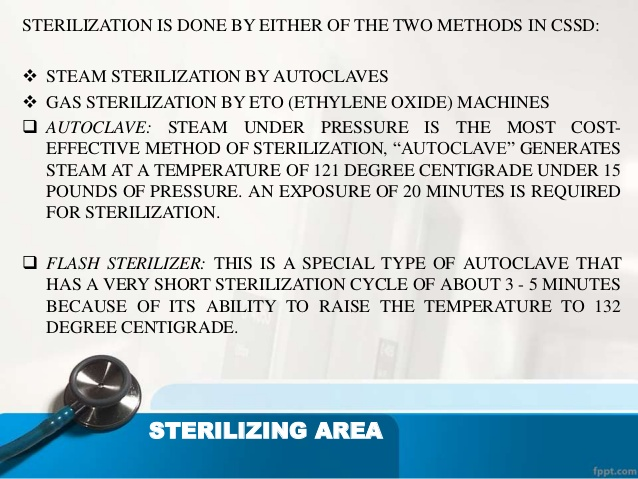 STERILIZATION IS DONE BY EITHER OF THE TWO METHODS IN CSSD:
❖ STEAM STERILIZATION BY AUTOCLAVES
❖ GAS STERILIZATION BY ETO (ETHYLENE OXIDE) MACHINES
❑ AUTOCLAVE: STEAM UNDER PRESSURE IS THE MOST COST-
EFFECTIVE METHOD OF STERILIZATION, “AUTOCLAVE” GENERATES
STEAM AT A TEMPERATURE OF 121 DEGREE CENTIGRADE UNDER 15
POUNDS OF PRESSURE. AN EXPOSURE OF 20 MINUTES IS REQUIRED
FOR STERILIZATION.
❑ FLASH STERILIZER: THIS IS A SPECIAL TYPE OF AUTOCLAVE THAT
HAS A VERY SHORT STERILIZATION CYCLE OF ABOUT 3 - 5 MINUTES
BECAUSE OF ITS ABILITY TO RAISE THE TEMPERATURE TO 132
DEGREE CENTIGRADE.
STERILIZING AREA
fppt.com